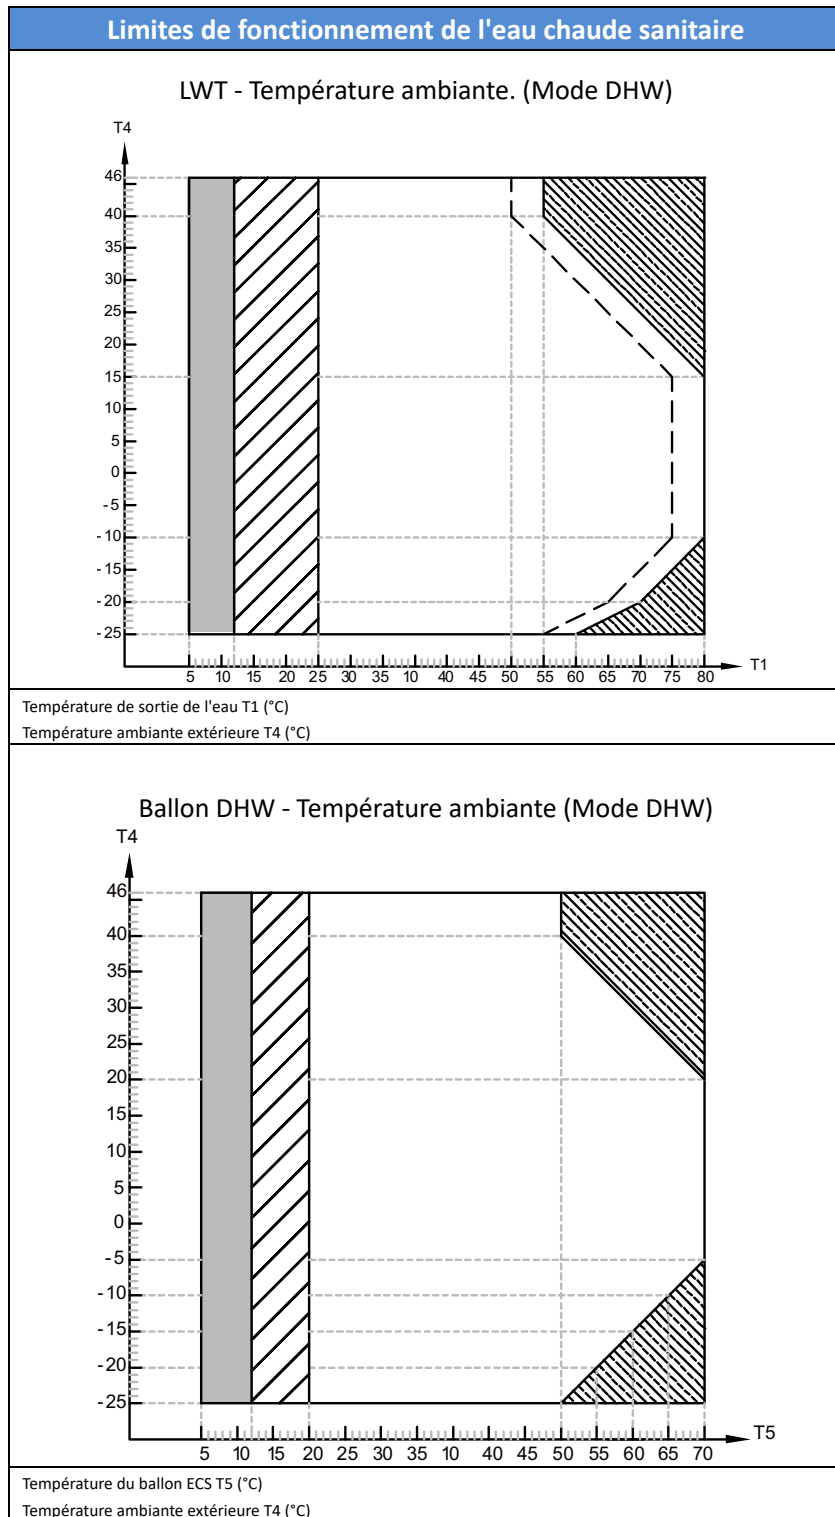 Limites de fonctionnement de l'eau chaude sanitaire
LWT - Température ambiante. (Mode DHW)
T4
46
40
35
30
25
20
15
10
5
0
-5
-10
-15
-20
-25
5 10 15 20 25 30 35 40 45 50 55 60 65 70 75 80 T1
Température de sortie de l'eau T1 (°C)
Température ambiante extérieure T4 (°C)
Ballon DHW - Température ambiante (Mode DHW)
T4
46
40
35
30
25
20
15
10
5
0
-5
-10
-15
-20
-25
5 10 15 20 25 30 35 10 40 45 50 55 60 65 70 T5
Température du ballon ECS T5 (°C)
Température ambiante extérieure T4 (°C)